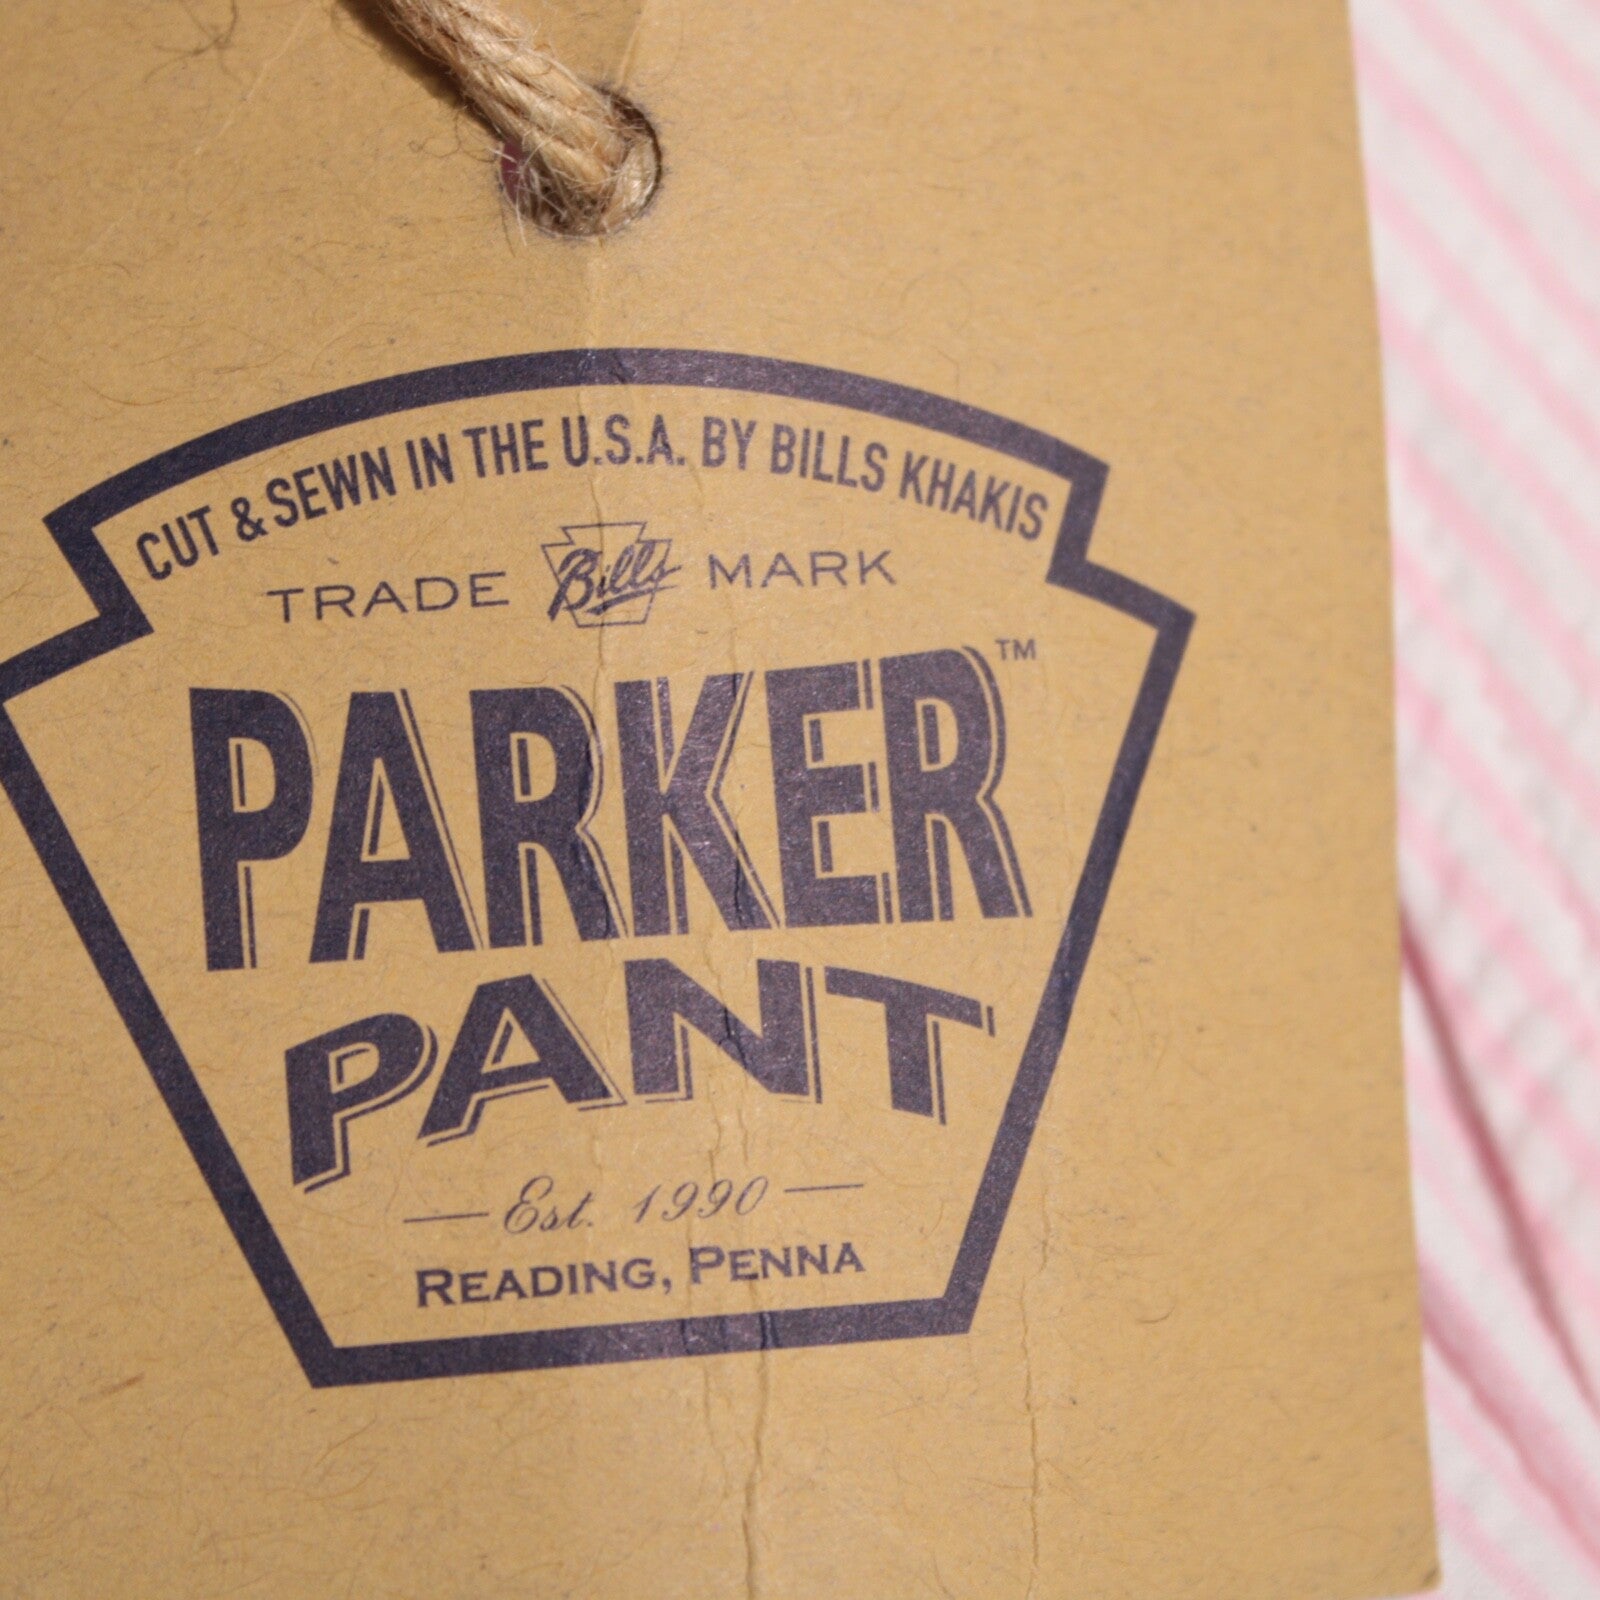 CUT & SEWN IN THE U.S.A. BY BILLS KHAKIS
TRADE Bills MARK
PARKER™
PANT
Est. 1990
READING, PENNA